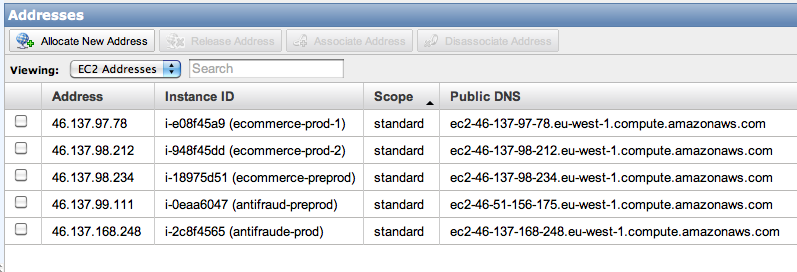 Addresses
Allocate New Address Release Address Associate Address Disassociate Address
Viewing: EC2 Addresses Search
Address Instance ID Scope Public DNS
46.137.97.78 i-e08f45a9 (ecommerce-prod-1) standard ec2-46-137-97-78.eu-west-1.compute.amazonaws.com
46.137.98.212 i-948f45dd (ecommerce-prod-2) standard ec2-46-137-98-212.eu-west-1.compute.amazonaws.com
46.137.98.234 i-18975d51 (ecommerce-preprod) standard ec2-46-137-98-234.eu-west-1.compute.amazonaws.com
46.137.99.111 i-0eaa6047 (antifraud-preprod) standard ec2-46-51-156-175.eu-west-1.compute.amazonaws.com
46.137.168.248 i-2c8f4565 (antifraude-prod) standard ec2-46-137-168-248.eu-west-1.compute.amazonaws.com